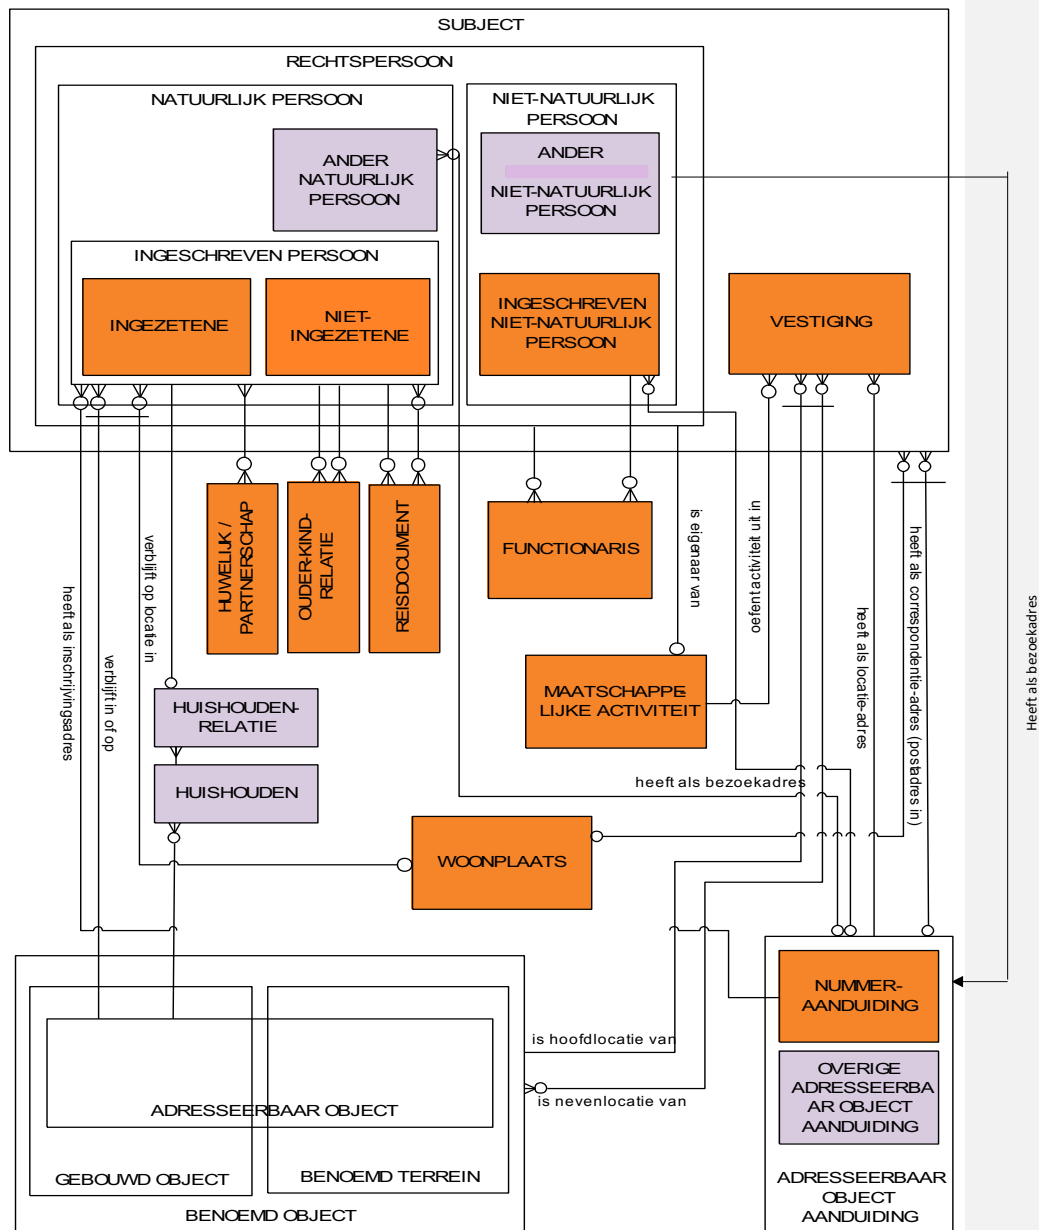 SUBJECT
RECHTSPERSOON
NATUURLIJK PERSOON
NIET-NATUURLIJK
PERSOON
ANDER
NATUURLIJK
PERSOON
ANDER
NIET-NATUURLIJK
PERSOON
INGESCHREVEN PERSOON
INGEZETENE
NIET-
INGEZETENE
INGESCHREVEN
NIET-NATUURLIJK
PERSOON
VESTIGING
HUWELIJK /
PARTNERSCHAP
OUDER-KIND-
RELATIE
REISDOCUMENT
FUNCTIONARIS
is eigenaar van
oefent activiteit uit in
heeft als locatie-adres
heeft als correspondentie-adres (postadres in)
Heeft als bezoekadres
heeft als inschrijvingsadres
verblijft in of op
verblijft op locatie in
HUISHOUDEN-
RELATIE
HUISHOUDEN
MAATSCHAPPE-
LIJKE ACTIVITEIT
heeft als bezoekadres
WOONPLAATS
NUMMER-
AANDUIDING
is hoofdlocatie van
is nevenlocatie van
OVERIGE
ADRESSEERBA
AR OBJECT
AANDUIDING
ADRESSEERBAAR OBJECT
GEBOUWD OBJECT
BENOEMD TERREIN
BENOEMD OBJECT
ADRESSEERBAAR
OBJECT
AANDUIDING